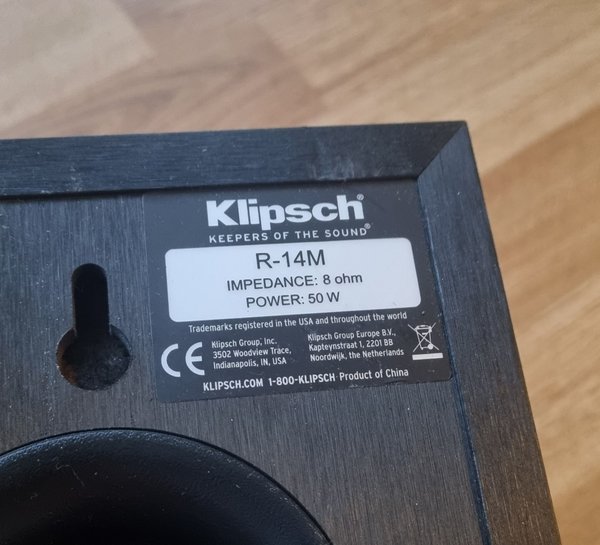 Klipsch®
KEEPERS OF THE SOUND®
R-14M
IMPEDANCE: 8 ohm
POWER: 50 W
Trademarks registered in the USA and throughout the world
CE
Klipsch Group, Inc.
3502 Woodview Trace,
Indianapolis, IN, USA
Klipsch Group Europe B.V.,
Kapteynstraat 1, 2201 BB
Noordwijk, the Netherlands
KLIPSCH.COM 1-800-KLIPSCH Product of China